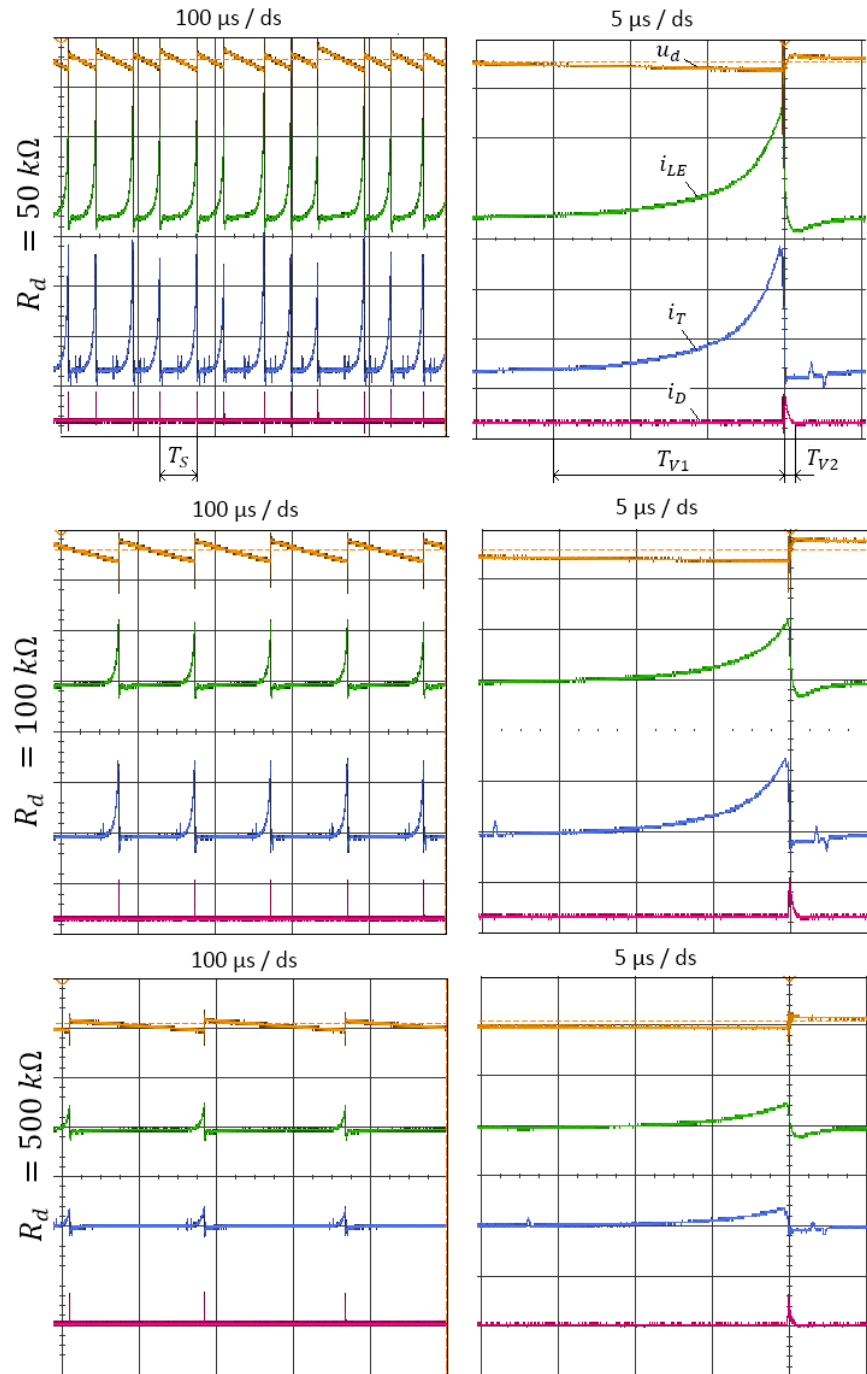 100 µs / ds
5 µs / ds
R_d = 50 kΩ
u_d
i_LE
i_T
i_D
T_S
T_V1
T_V2
100 µs / ds
5 µs / ds
R_d = 100 kΩ
100 µs / ds
5 µs / ds
R_d = 500 kΩ